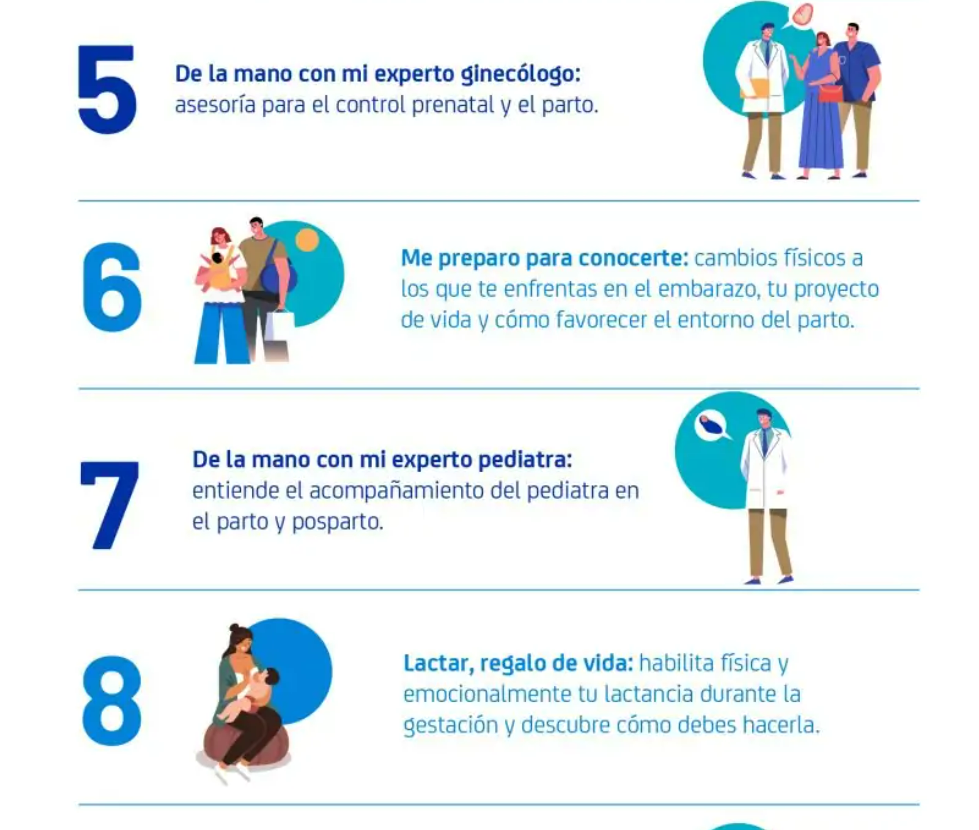 5
De la mano con mi experto ginecólogo:
asesoría para el control prenatal y el parto.
6
Me preparo para conocerte: cambios físicos a
los que te enfrentas en el embarazo, tu proyecto
de vida y cómo favorecer el entorno del parto.
7
De la mano con mi experto pediatra:
entiende el acompañamiento del pediatra en
el parto y posparto.
8
Lactar, regalo de vida: habilita física y
emocionalmente tu lactancia durante la
gestación y descubre cómo debes hacerla.